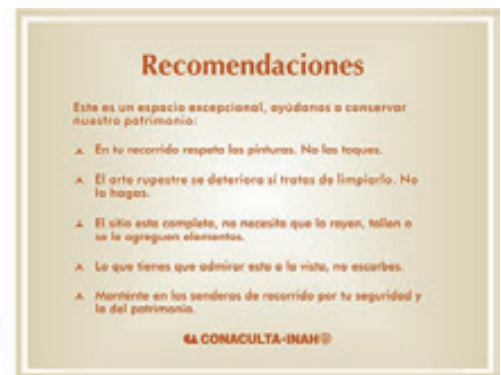 Recomendaciones
Este es un espacio excepcional, ayúdanos a conservar
nuestro patrimonio:
En tu recorrido respeta las pinturas. No las toques.
El arte rupestre se deteriora si tratas de limpiarlo. No
lo hagas.
El sitio esta completo, no necesita que lo rayen, tallen o
se le agreguen elementos.
Lo que tienes que admirar esta a la vista, no escarbes.
Manténte en los senderos de recorrido por tu seguridad y
la del patrimonio.
CONACULTA-INAH